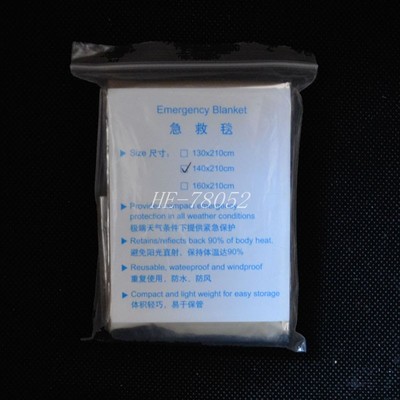 Emergency Blanket
急救毯
▶ Size 尺寸: ☐ 130x210cm
☑ 140x210cm
☐ 160x210cm
HF-78052
▶ Provides compact emergency
protection in all weather conditions
极端天气条件下提供紧急保护
▶ Retains/reflects back 90% of body heat.
避免阳光直射，保持体温达90%
▶ Reusable, waterproof and windproof
重复使用，防水，防风
▶ Compact and light weight for easy storage
体积轻巧，易于保管